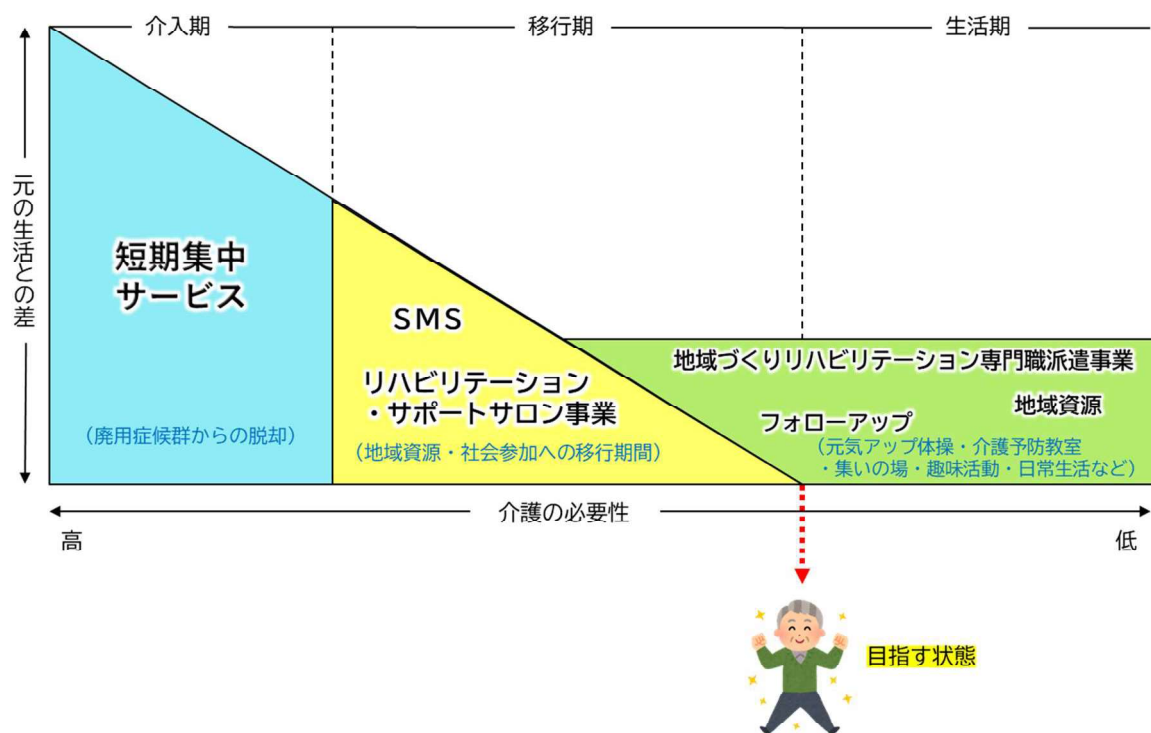 介入期
移行期
生活期
元の生活との差
短期集中
サービス
(廃用症候群からの脱却)
SMS
リハビリテーション
・サポートサロン事業
(地域資源・社会参加への移行期間)
地域づくりリハビリテーション専門職派遣事業
地域資源
フォローアップ
(元気アップ体操・介護予防教室
・集いの場・趣味活動・日常生活など)
介護の必要性
高
低
目指す状態